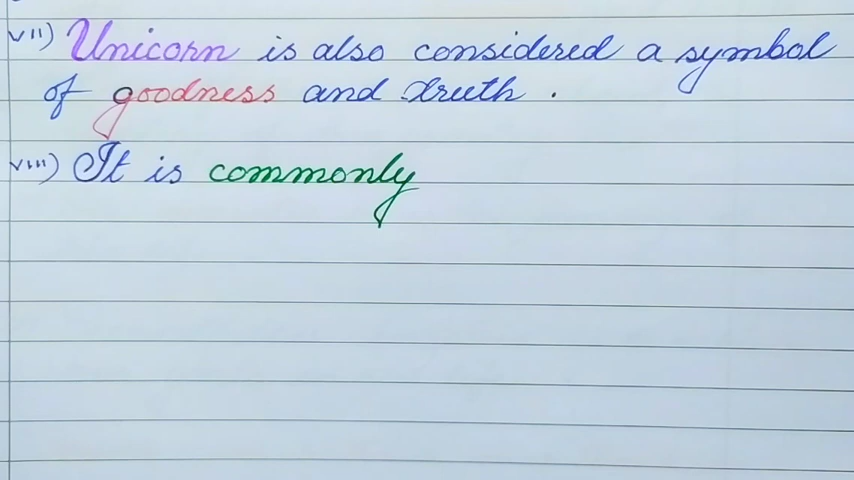 vii) Unicorn is also considered a symbol
of goodness and truth .
viii) It is commonly